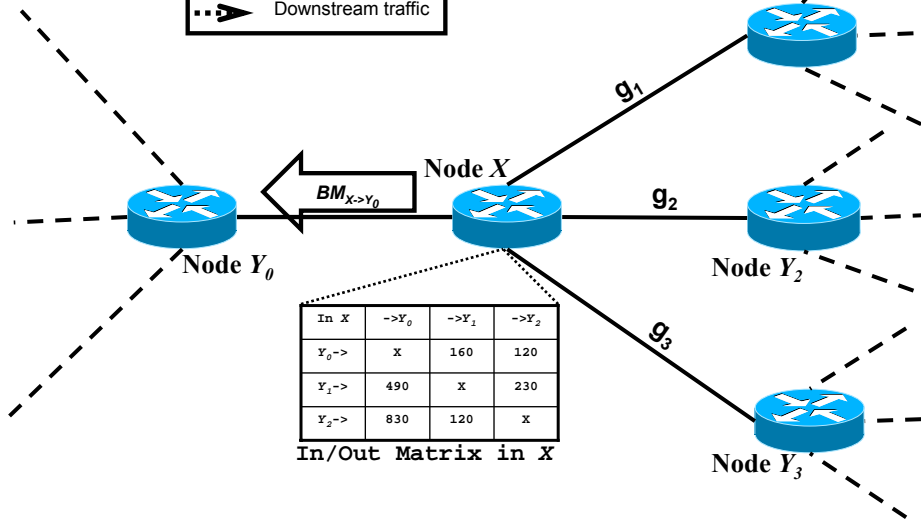 Downstream traffic
g1
Node X
BMX->Y0
g2
Node Y0
Node Y2
In X ->Y0 ->Y1 ->Y2
Y0-> X 160 120
Y1-> 490 X 230
Y2-> 830 120 X
g3
In/Out Matrix in X
Node Y3